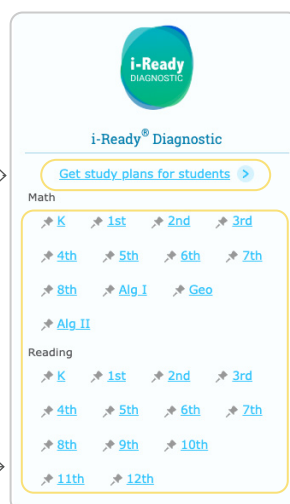 i-Ready
DIAGNOSTIC
i-Ready® Diagnostic
Get study plans for students >
Math
K 1st 2nd 3rd
4th 5th 6th 7th
8th Alg I Geo
Alg II
Reading
K 1st 2nd 3rd
4th 5th 6th 7th
8th 9th 10th
11th 12th